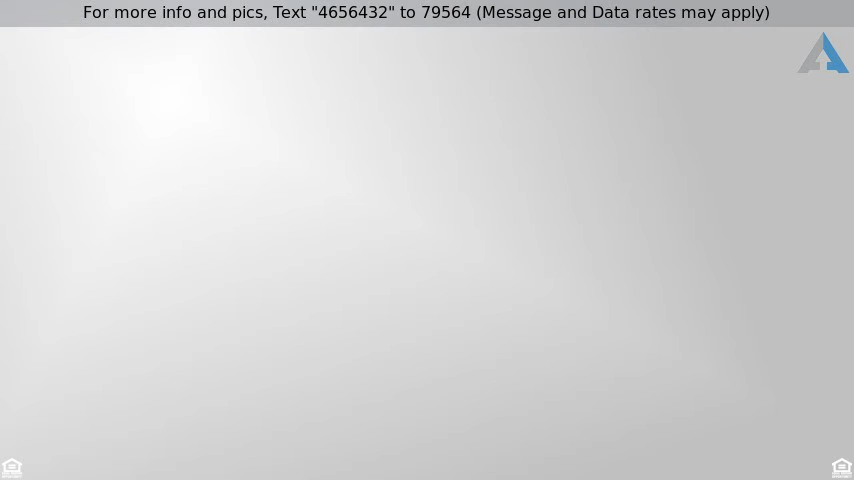 For more info and pics, Text "4656432" to 79564 (Message and Data rates may apply)